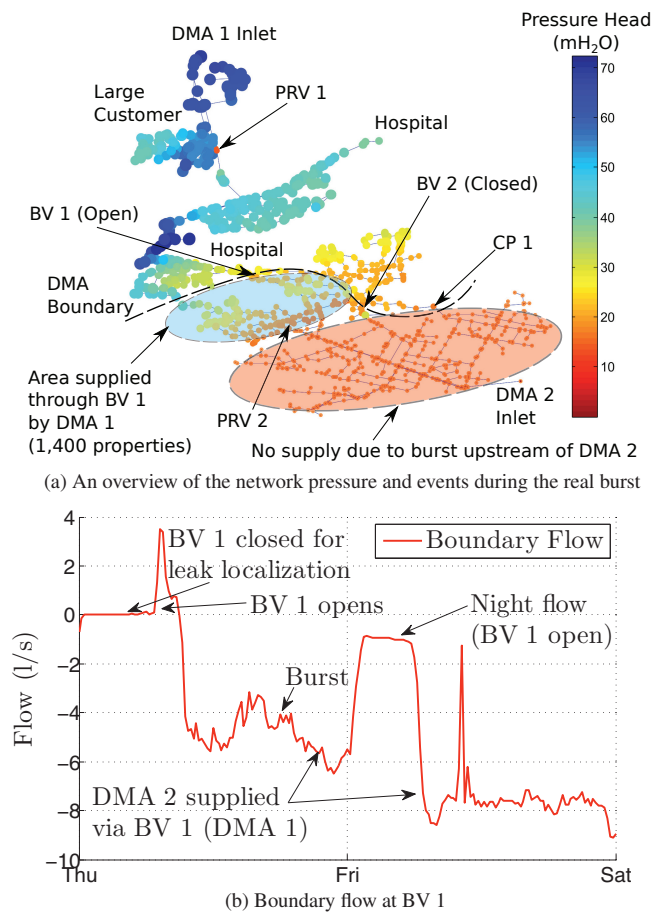 Pressure Head
(mH₂O)
DMA 1 Inlet
70
Large
Customer
PRV 1
60
Hospital
50
BV 2 (Closed)
BV 1 (Open)
40
Hospital
CP 1
30
DMA
Boundary
20
Area supplied
through BV 1
by DMA 1
(1,400 properties)
10
PRV 2
DMA 2
Inlet
No supply due to burst upstream of DMA 2
(a) An overview of the network pressure and events during the real burst
4
BV 1 closed for
leak localization
Boundary Flow
2
BV 1 opens
0
Night flow
(BV 1 open)
−2
Burst
−4
Flow (l/s)
−6
DMA 2 supplied
via BV 1 (DMA 1)
−8
−10
Thu
Fri
Sat
(b) Boundary flow at BV 1